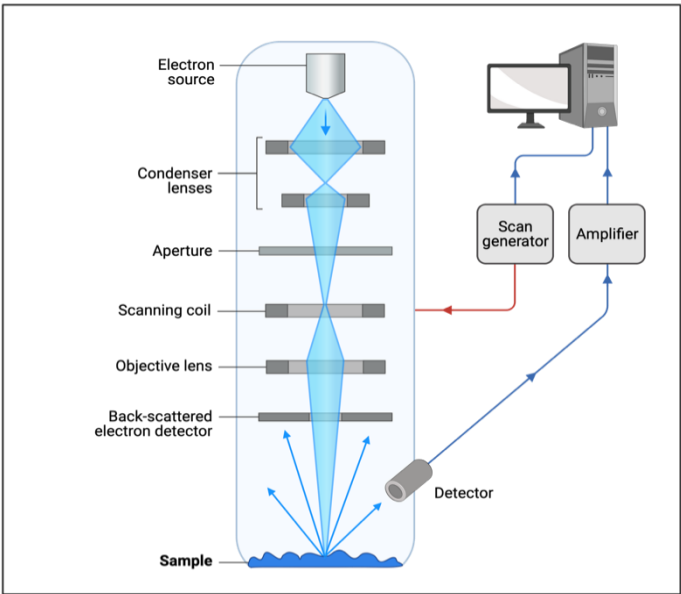 Electron
source
Condenser
lenses
Aperture
Scanning coil
Objective lens
Back-scattered
electron detector
Sample
Scan
generator
Amplifier
Detector